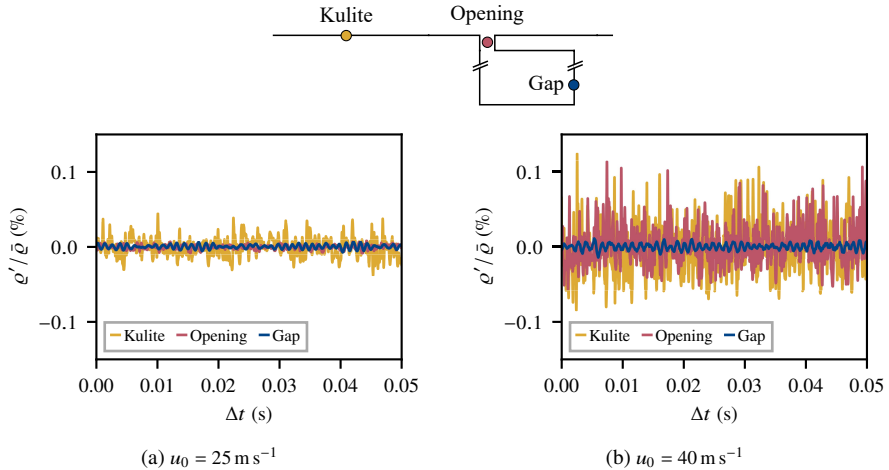 Kulite Opening
Gap
ϱ′/ ϱ̄ (%)
0.1
0.0
−0.1
Kulite Opening Gap
0.00 0.01 0.02 0.03 0.04 0.05
Δt (s)
(a) u₀ = 25 m s⁻¹
ϱ′/ ϱ̄ (%)
0.1
0.0
−0.1
Kulite Opening Gap
0.00 0.01 0.02 0.03 0.04 0.05
Δt (s)
(b) u₀ = 40 m s⁻¹